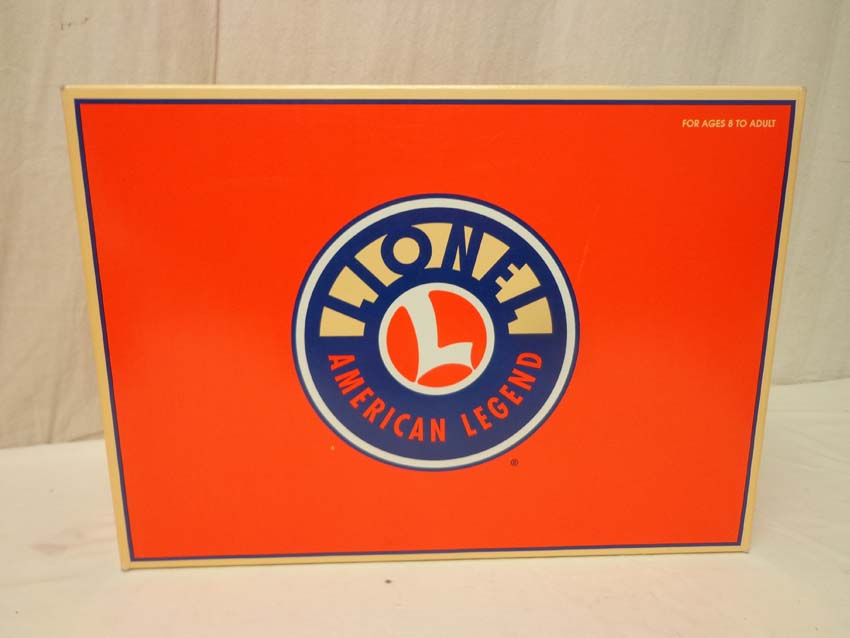 FOR AGES 8 TO ADULT
LIONEL
L
AMERICAN LEGEND
®